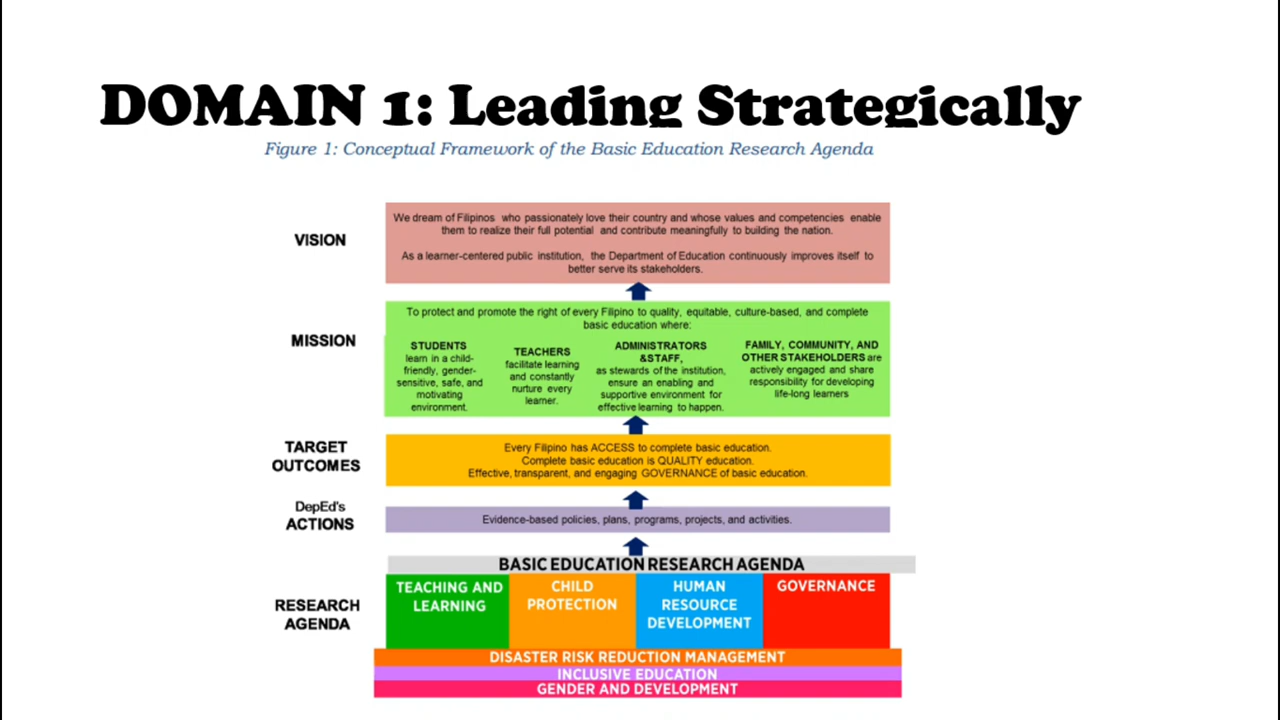 DOMAIN 1: Leading Strategically
Figure 1: Conceptual Framework of the Basic Education Research Agenda
VISION
We dream of Filipinos who passionately love their country and whose values and competencies enable
them to realize their full potential and contribute meaningfully to building the nation.
As a learner-centered public institution, the Department of Education continuously improves itself to
better serve its stakeholders.
MISSION
To protect and promote the right of every Filipino to quality, equitable, culture-based, and complete
basic education where:
STUDENTS
learn in a child-
friendly, gender-
sensitive, safe, and
motivating
environment.
TEACHERS
facilitate learning
and constantly
nurture every
learner.
ADMINISTRATORS
&STAFF,
as stewards of the institution,
ensure an enabling and
supportive environment for
effective learning to happen.
FAMILY, COMMUNITY, AND
OTHER STAKEHOLDERS are
actively engaged and share
responsibility for developing
life-long learners
TARGET
OUTCOMES
Every Filipino has ACCESS to complete basic education.
Complete basic education is QUALITY education.
Effective, transparent, and engaging GOVERNANCE of basic education.
DepEd's
ACTIONS
Evidence-based policies, plans, programs, projects, and activities.
BASIC EDUCATION RESEARCH AGENDA
RESEARCH
AGENDA
TEACHING AND
LEARNING
CHILD
PROTECTION
HUMAN
RESOURCE
DEVELOPMENT
GOVERNANCE
DISASTER RISK REDUCTION MANAGEMENT
INCLUSIVE EDUCATION
GENDER AND DEVELOPMENT